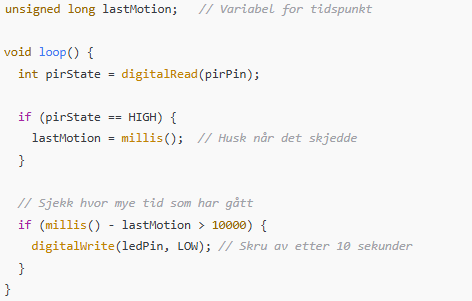 unsigned long lastMotion;   // Variabel for tidspunkt
void loop() {
  int pirState = digitalRead(pirPin);
  if (pirState == HIGH) {
    lastMotion = millis();  // Husk når det skjedde
  }
  // Sjekk hvor mye tid som har gått
  if (millis() - lastMotion > 10000) {
    digitalWrite(ledPin, LOW); // Skru av etter 10 sekunder
  }
}